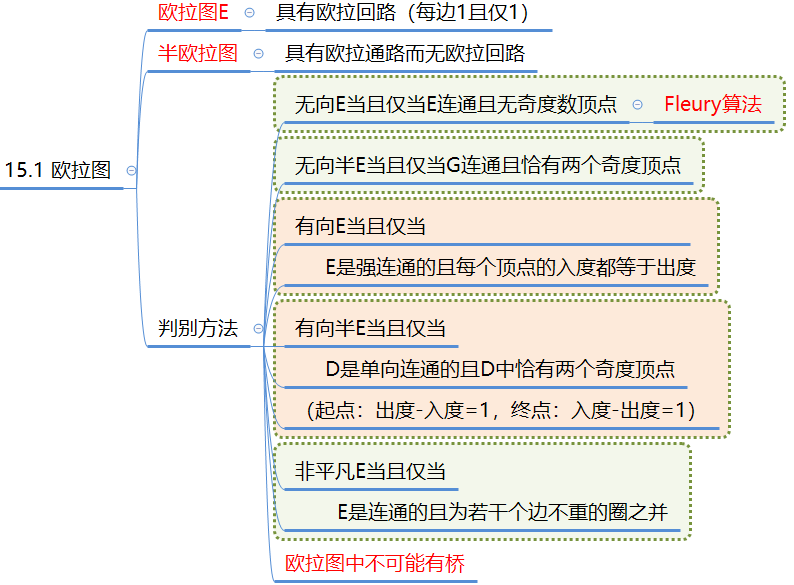 15.1 欧拉图
欧拉图E 具有欧拉回路（每边1且仅1）
半欧拉图 具有欧拉通路而无欧拉回路
判别方法
无向E当且仅当E连通且无奇度数顶点 Fleury算法
无向半E当且仅当G连通且恰有两个奇度顶点
有向E当且仅当
E是强连通的且每个顶点的入度都等于出度
有向半E当且仅当
D是单向连通的且D中恰有两个奇度顶点
（起点：出度-入度=1，终点：入度-出度=1）
非平凡E当且仅当
E是连通的且为若干个边不重的圈之并
欧拉图中不可能有桥